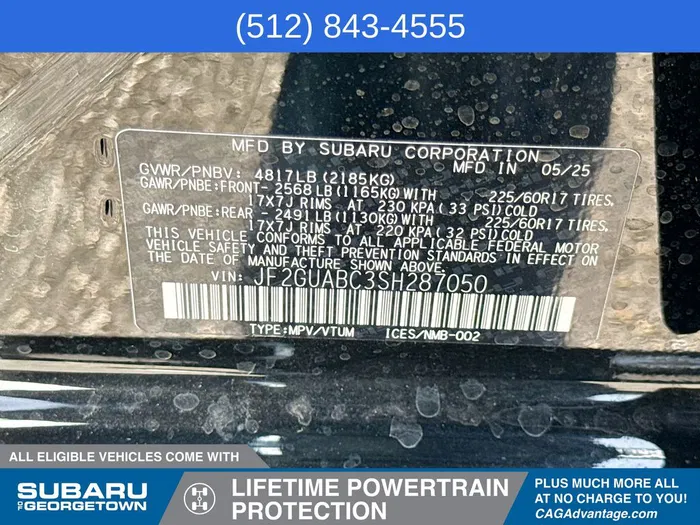 (512) 843-4555
MFD BY SUBARU CORPORATION
GVWR/PNBV: 4817LB(2185KG) MFD IN 05/25
GAWR/PNBE:FRONT-2568LB(1165KG)WITH 225/60R17 TIRES,
17X7J RIMS AT 230 KPA(33 PSI)COLD
GAWR/PNBE:REAR -2491LB(1130KG)WITH 225/60R17 TIRES,
17X7J RIMS AT 220 KPA(32 PSI)COLD
THIS VEHICLE CONFORMS TO ALL APPLICABLE FEDERAL MOTOR
VEHICLE SAFETY AND THEFT PREVENTION STANDARDS IN EFFECT ON
THE DATE OF MANUFACTURE SHOWN ABOVE.
VIN: JF2GUABC3SH287050
TYPE:MPV/VTUM ICES/NMB-002
ALL ELIGIBLE VEHICLES COME WITH
SUBARU
OF GEORGETOWN
LIFETIME POWERTRAIN
PROTECTION
PLUS MUCH MORE ALL
AT NO CHARGE TO YOU!
CAGAdvantage.com